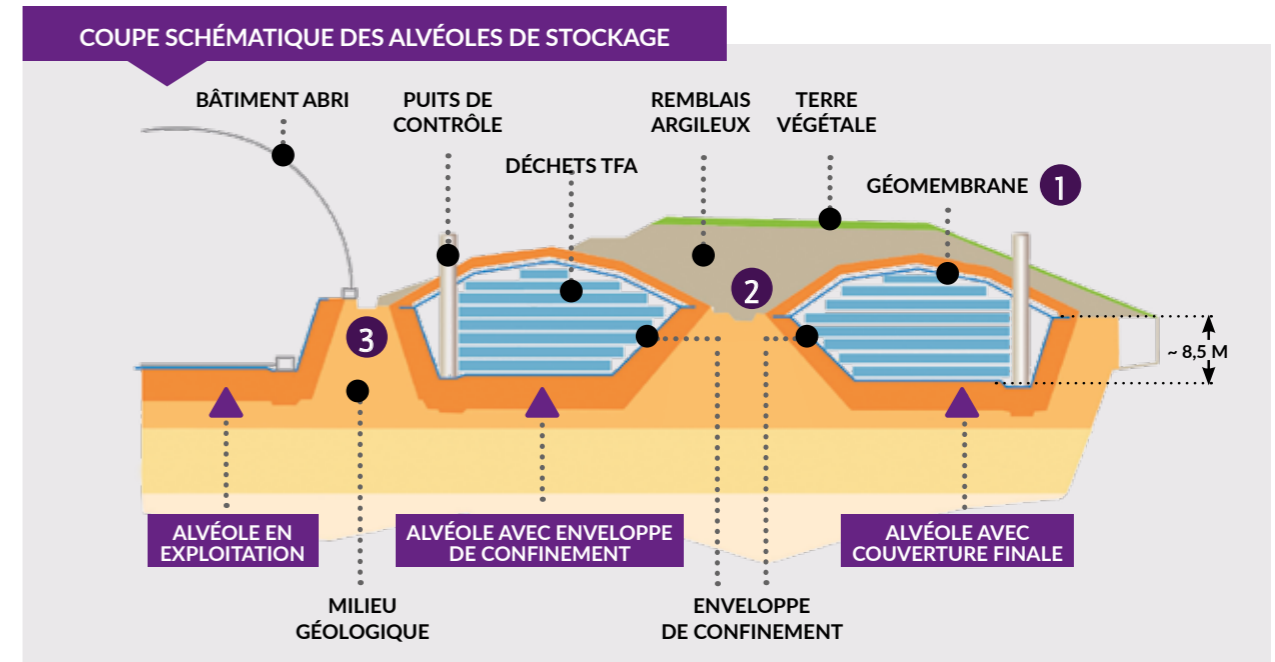 COUPE SCHÉMATIQUE DES ALVÉOLES DE STOCKAGE
BÂTIMENT ABRI
PUITS DE
CONTRÔLE
DÉCHETS TFA
REMBLAIS
ARGILEUX
TERRE
VÉGÉTALE
GÉOMEMBRANE 1
2
3
~ 8,5 M
ALVÉOLE EN
EXPLOITATION
ALVÉOLE AVEC ENVELOPPE
DE CONFINEMENT
ALVÉOLE AVEC
COUVERTURE FINALE
MILIEU
GÉOLOGIQUE
ENVELOPPE
DE CONFINEMENT